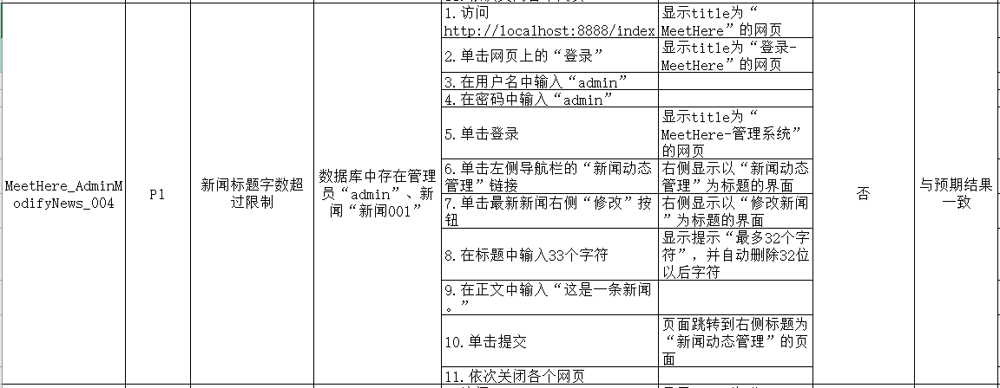 1.访问
http://localhost:8888/index
显示title为“
MeetHere”的网页
2.单击网页上的“登录”
显示title为“登录-
MeetHere”的网页
3.在用户名中输入“admin”
4.在密码中输入“admin”
5.单击登录
显示title为“
MeetHere-管理系统”
的网页
MeetHere_AdminM
odifyNews_004
P1
新闻标题字数超
过限制
数据库中存在管理
员“admin”、新
闻“新闻001”
6.单击左侧导航栏的“新闻动态
管理”链接
右侧显示以“新闻动态
管理”为标题的界面
7.单击最新新闻右侧“修改”按
钮
右侧显示以“修改新闻
”为标题的界面
否
与预期结果
一致
8.在标题中输入33个字符
显示提示“最多32个字
符”，并自动删除32位
以后字符
9.在正文中输入“这是一条新闻
。”
10.单击提交
页面跳转到右侧标题为
“新闻动态管理”的页
面
11.依次关闭各个网页